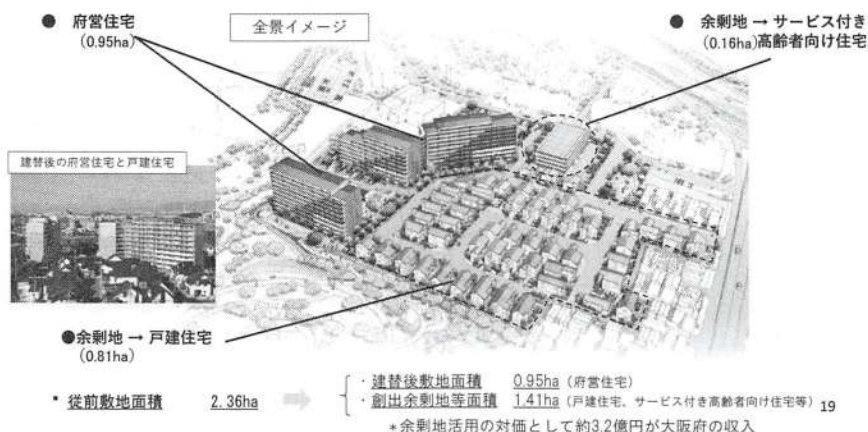 ● 府営住宅
(0.95ha)
全景イメージ
● 余剰地 → サービス付き
(0.16ha)高齢者向け住宅
建替後の府営住宅と戸建住宅
●余剰地 → 戸建住宅
(0.81ha)
* 従前敷地面積 2.36ha
・建替後敷地面積 0.95ha (府営住宅)
・創出余剰地等面積 1.41ha (戸建住宅、サービス付き高齢者向け住宅等)
19
*余剰地活用の対価として約3.2億円が大阪府の収入